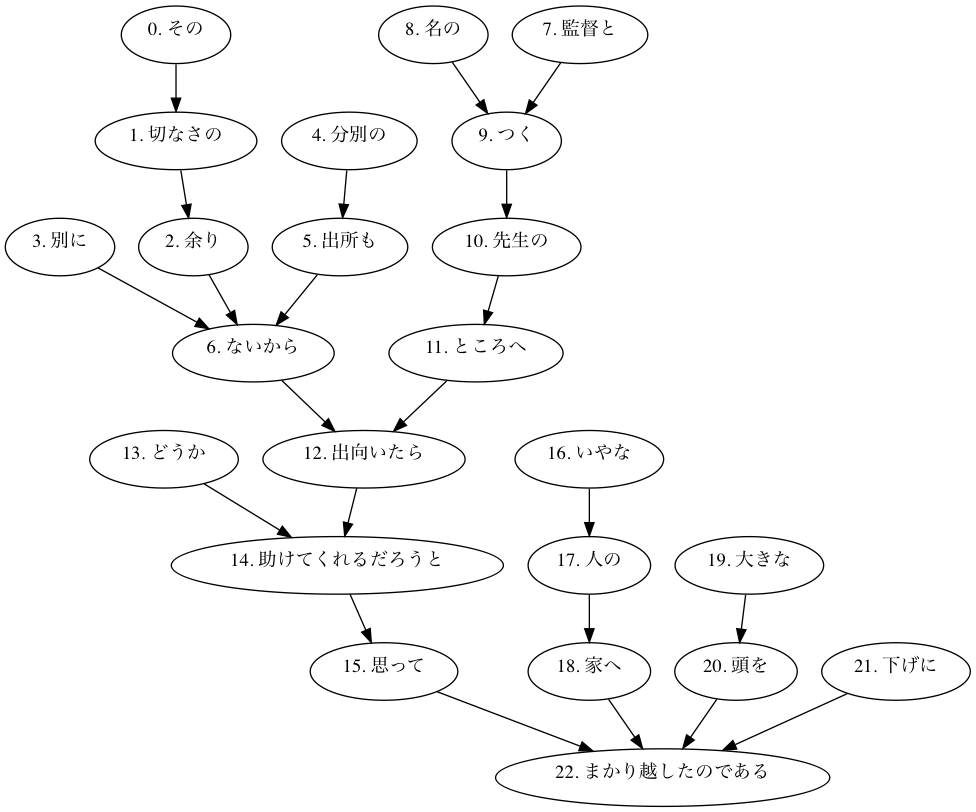 0. その
8. 名の
7. 監督と
1. 切なさの
4. 分別の
9. つく
3. 別に
2. 余り
5. 出所も
10. 先生の
6. ないから
11. ところへ
13. どうか
12. 出向いたら
16. いやな
14. 助けてくれるだろうと
17. 人の
19. 大きな
15. 思って
18. 家へ
20. 頭を
21. 下げに
22. まかり越したのである